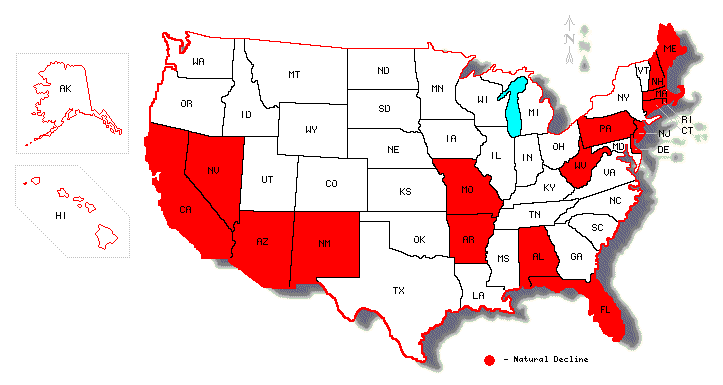 ME
WA
VT
NH
MT
ND
AK
MN
MA
WI
NY
OR
MI
SD
ID
RI
CT
WY
PA
NJ
IA
OH
MD
DE
NE
IL
IN
NV
WV
VA
UT
CO
KS
MO
KY
NC
CA
TN
HI
SC
AZ
NM
OK
AR
MS
AL
GA
TX
LA
FL
N
- Natural Decline